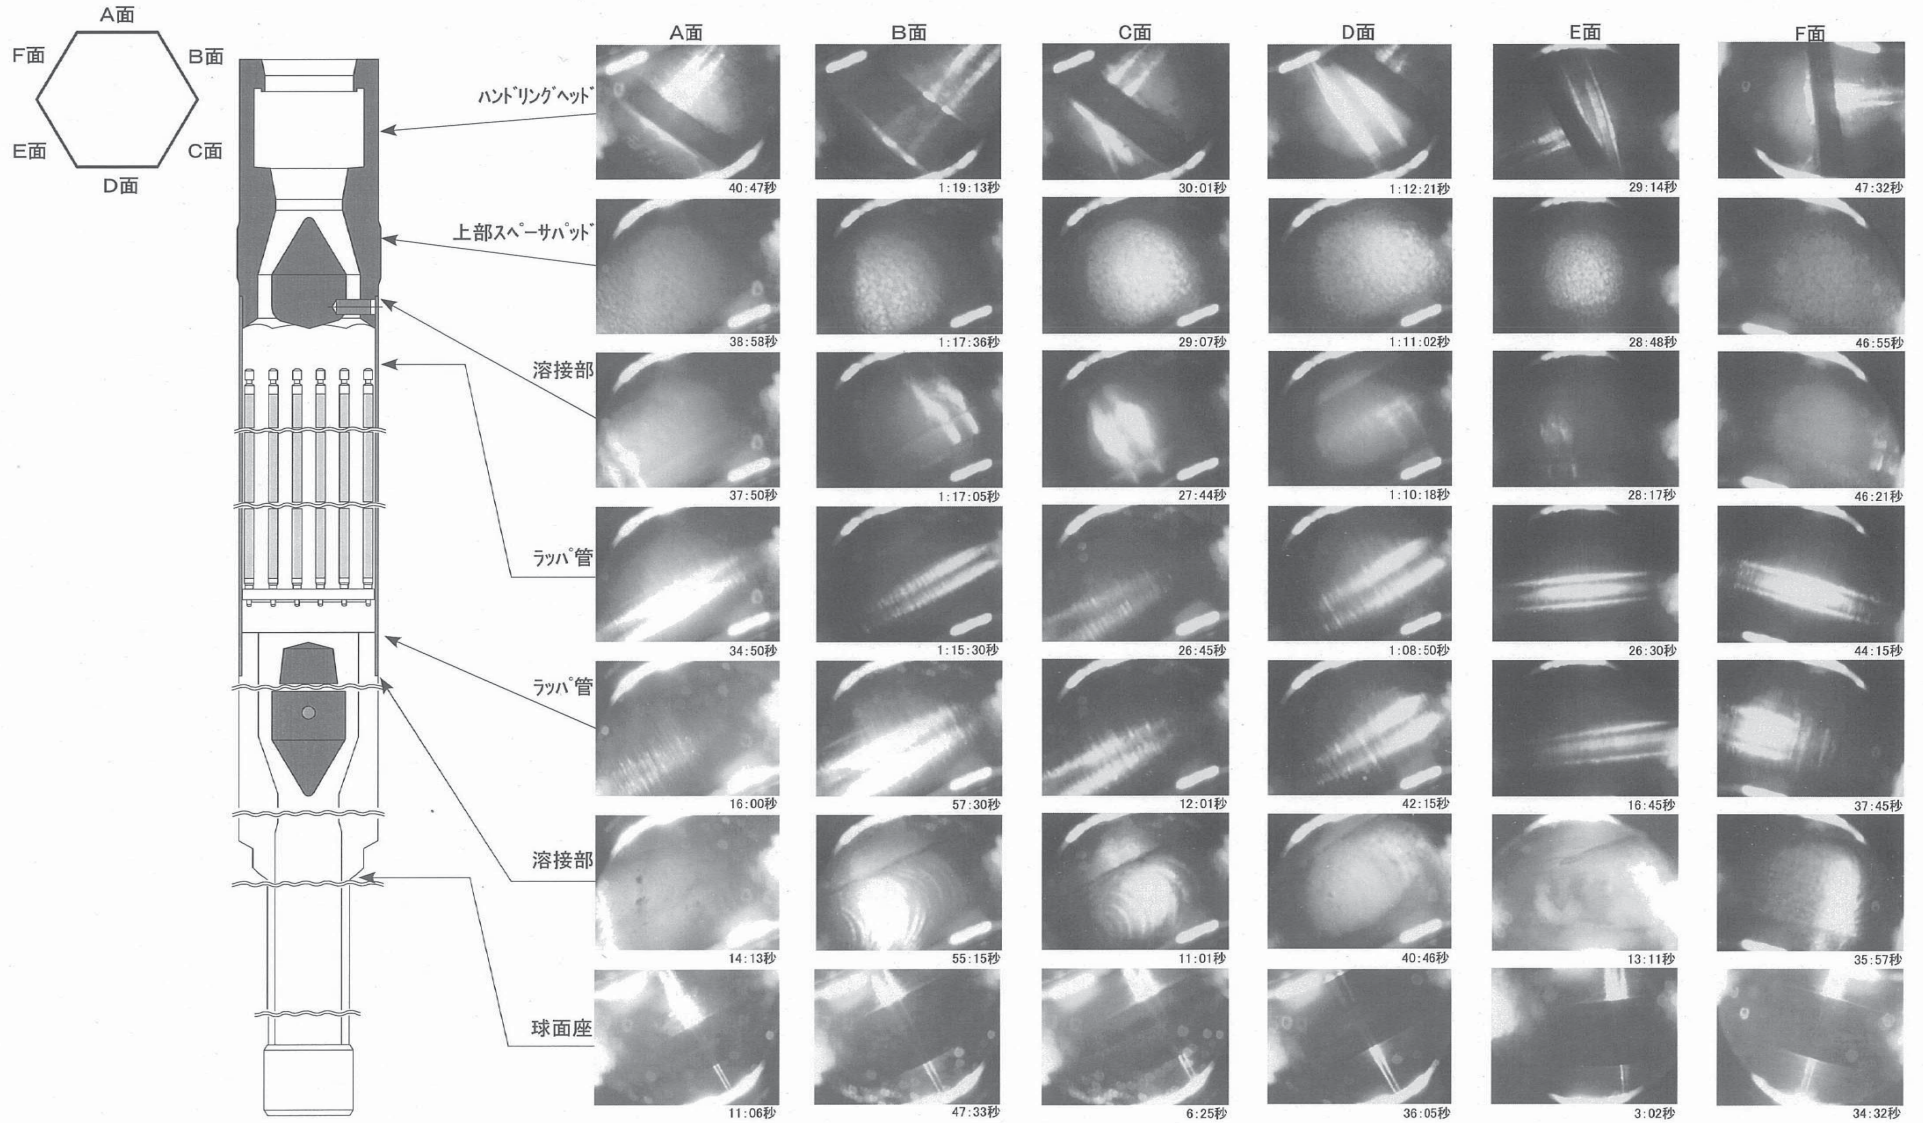 A面
F面
B面
E面
C面
D面
A面
B面
C面
D面
E面
F面
ハンドリングヘッド
40:47秒
1:19:13秒
30:01秒
1:12:21秒
29:14秒
47:32秒
上部スペーサパッド
38:58秒
1:17:36秒
29:07秒
1:11:02秒
28:48秒
46:55秒
溶接部
37:50秒
1:17:05秒
27:44秒
1:10:18秒
28:17秒
46:21秒
ラッパ管
34:50秒
1:15:30秒
26:45秒
1:08:50秒
26:30秒
44:15秒
ラッパ管
16:00秒
57:30秒
12:01秒
42:15秒
16:45秒
37:45秒
溶接部
14:13秒
55:15秒
11:01秒
40:46秒
13:11秒
35:57秒
球面座
11:06秒
47:33秒
6:25秒
36:05秒
3:02秒
34:32秒